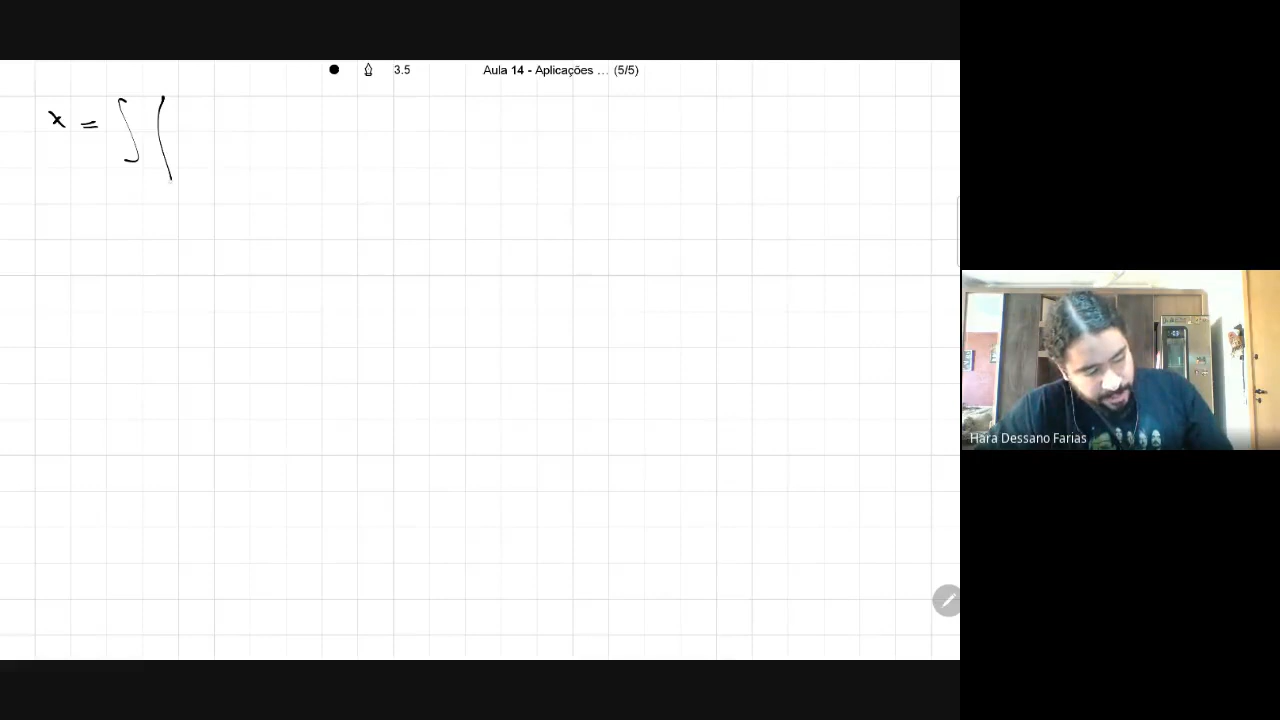 3.5 Aula 14 - Aplicações ... (5/5)
x = ∫ (
Hara Dessano Farias